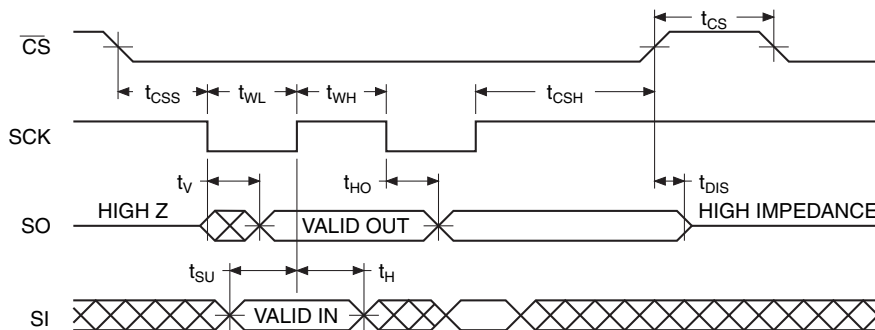 CS tCS
tCSS tWL tWH tCSH
SCK
tV tHO tDIS
HIGH Z HIGH IMPEDANCE
SO VALID OUT
tSU tH
SI VALID IN